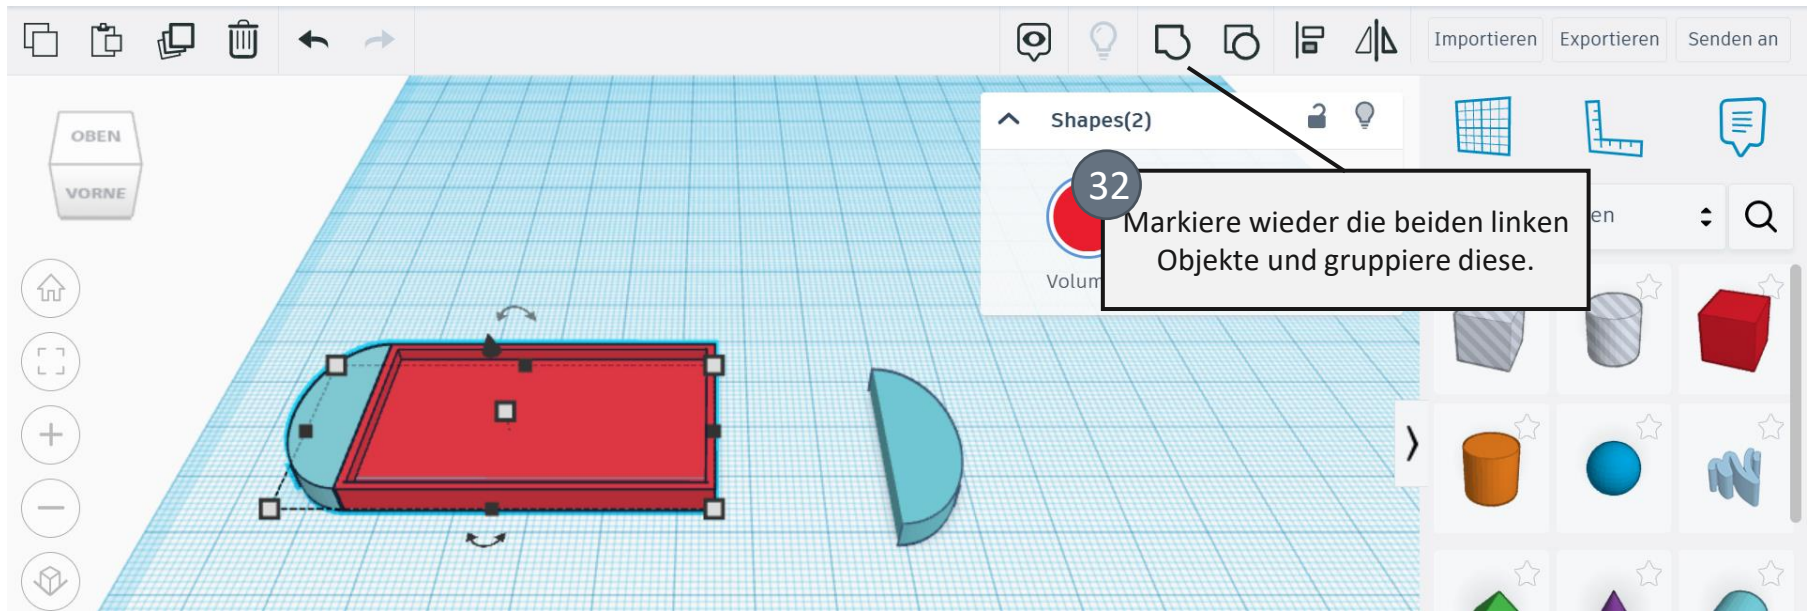 Importieren Exportieren Senden an
OBEN
VORNE
Shapes(2)
32
Markiere wieder die beiden linken
Objekte und gruppiere diese.
en
Volum